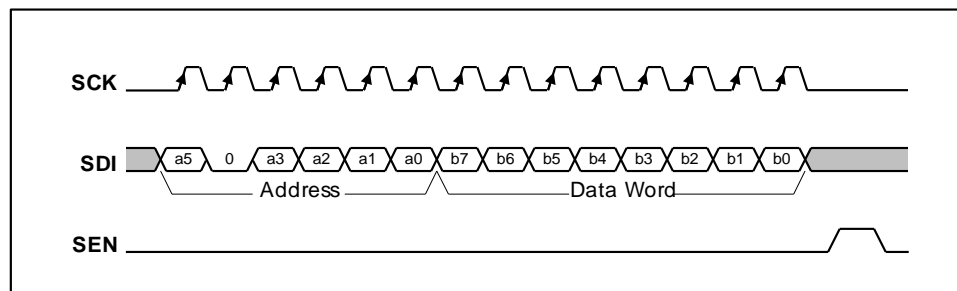 SCK
SDI a5 0 a3 a2 a1 a0 b7 b6 b5 b4 b3 b2 b1 b0
Address Data Word
SEN